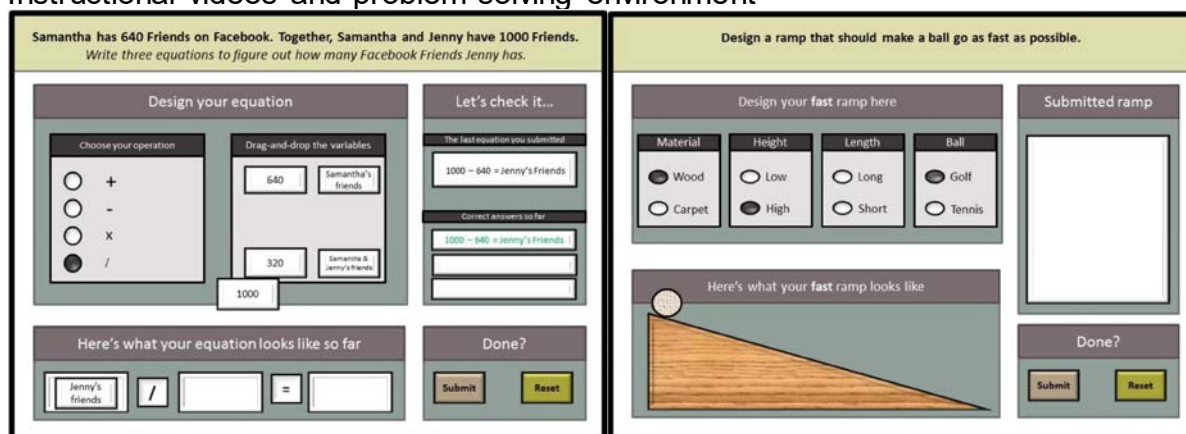 Instructional videos and problem-solving environment
Samantha has 640 Friends on Facebook. Together, Samantha and Jenny have 1000 Friends.
Write three equations to figure out how many Facebook Friends Jenny has.
Design your equation
Choose your operation
+
-
x
/
Drag-and-drop the variables
640
Samantha's
friends
320
Samantha &
Jenny's friends
1000
Let's check it...
The last equation you submitted
1000 – 640 = Jenny's Friends
Correct answers so far
1000 – 640 = Jenny's Friends
Here's what your equation looks like so far
Jenny's
friends
/
=
Done?
Submit
Reset
Design a ramp that should make a ball go as fast as possible.
Design your fast ramp here
Material
Wood
Carpet
Height
Low
High
Length
Long
Short
Ball
Golf
Tennis
Submitted ramp
Here's what your fast ramp looks like
Done?
Submit
Reset